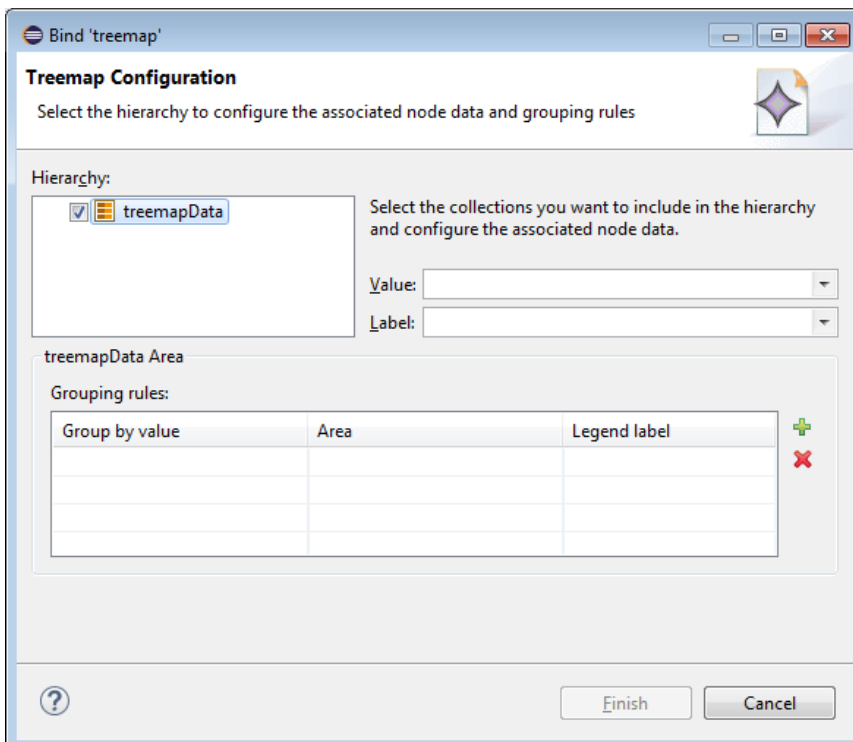 Bind 'treemap'
Treemap Configuration
Select the hierarchy to configure the associated node data and grouping rules
Hierarchy:
treemapData
Select the collections you want to include in the hierarchy
and configure the associated node data.
Value:
Label:
treemapData Area
Grouping rules:
Group by value Area Legend label
Finish Cancel